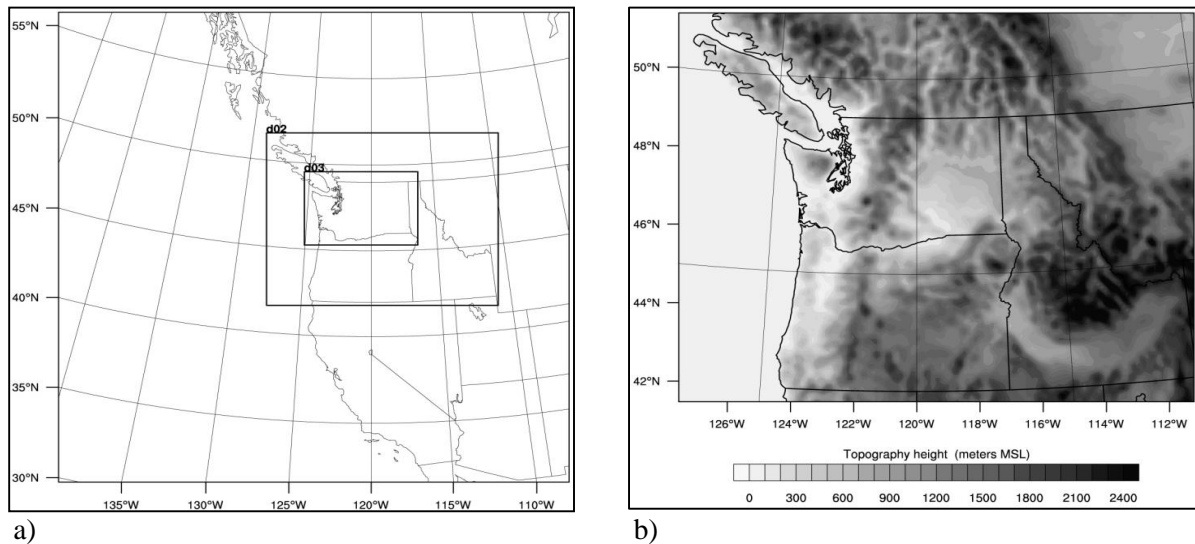 55°N
50°N
45°N
40°N
35°N
30°N
d02
d03
135°W 130°W 125°W 120°W 115°W 110°W
a)
50°N
48°N
46°N
44°N
42°N
126°W 124°W 122°W 120°W 118°W 116°W 114°W 112°W
Topography height (meters MSL)
0 300 600 900 1200 1500 1800 2100 2400
b)